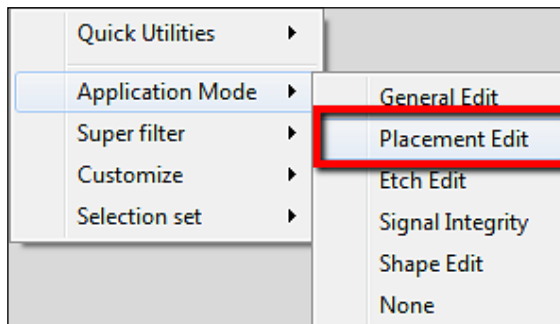 Quick Utilities
Application Mode
Super filter
Customize
Selection set
General Edit
Placement Edit
Etch Edit
Signal Integrity
Shape Edit
None